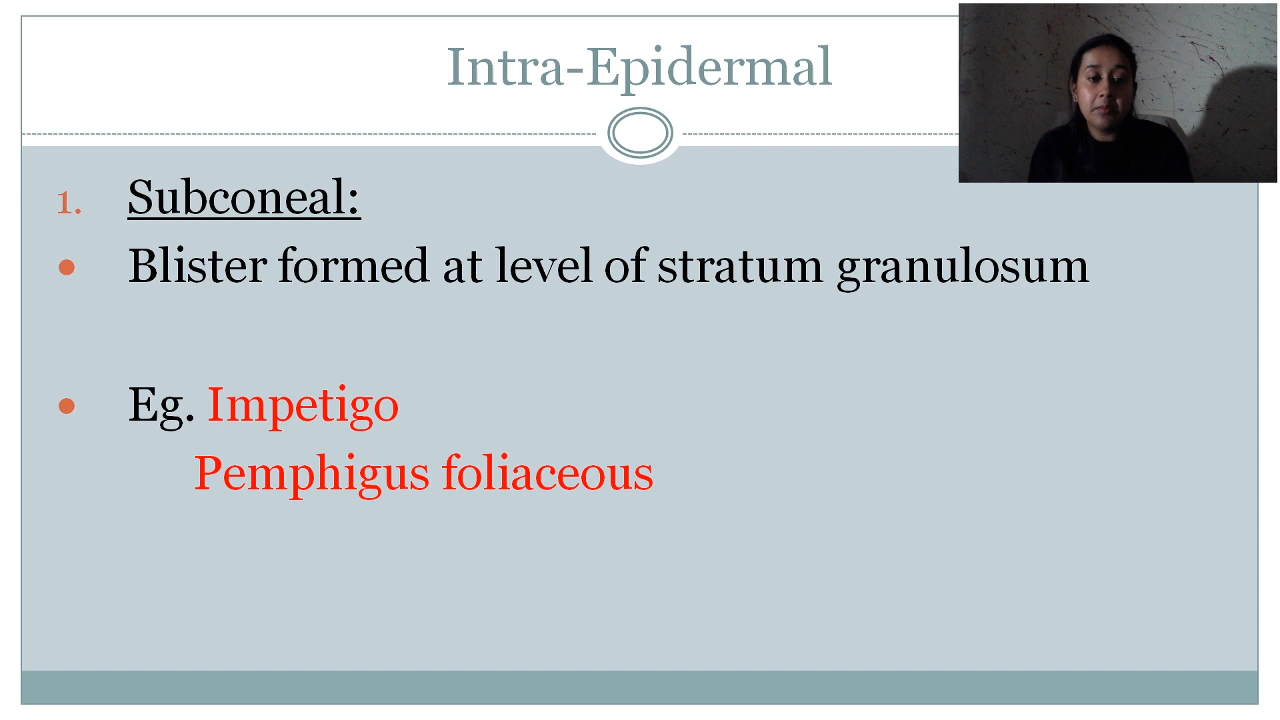 Intra-Epidermal
1. Subconeal:
• Blister formed at level of stratum granulosum
• Eg. Impetigo
Pemphigus foliaceous